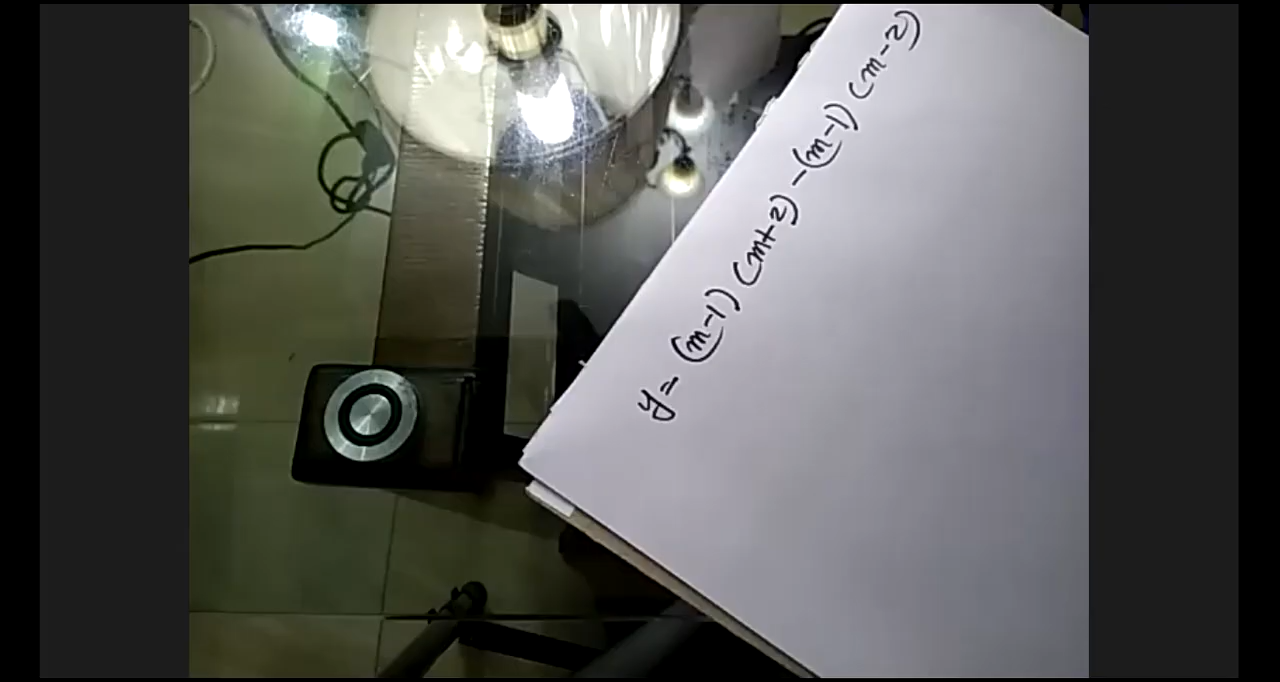 y = (m-1) (m+2) - (m-1) (m-2)